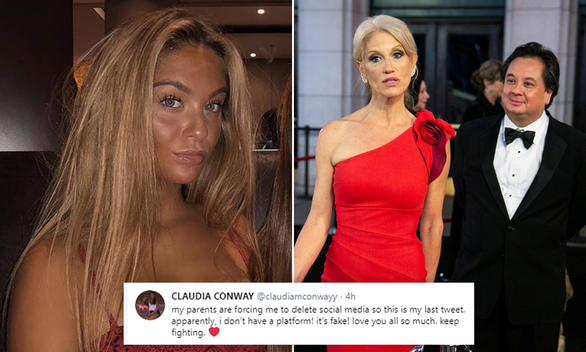 CLAUDIA CONWAY @claudiamconwayy · 4h
my parents are forcing me to delete social media so this is my last tweet.
apparently, i don't have a platform! it's fake! love you all so much. keep
fighting. ❤️